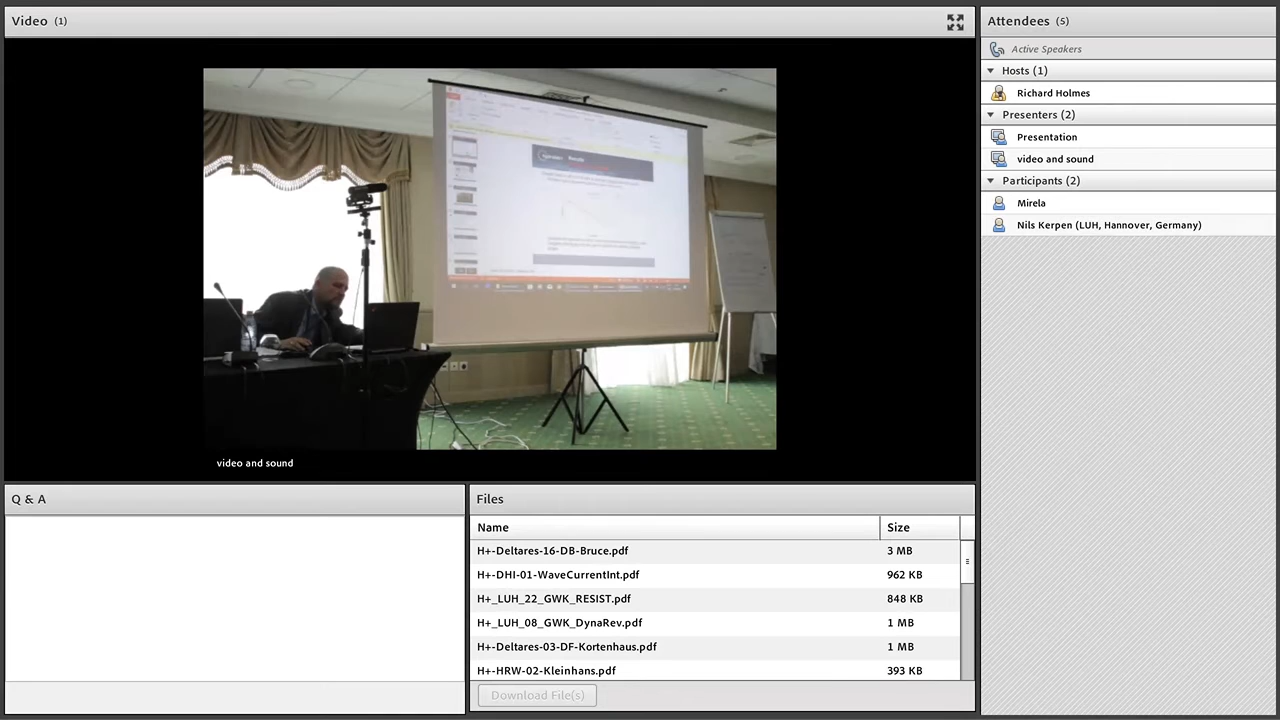 Video (1)
video and sound
Q & A
Files
Name Size
H+-Deltares-16-DB-Bruce.pdf 3 MB
H+-DHI-01-WaveCurrentInt.pdf 962 KB
H+_LUH_22_GWK_RESIST.pdf 848 KB
H+_LUH_08_GWK_DynaRev.pdf 1 MB
H+-Deltares-03-DF-Kortenhaus.pdf 1 MB
H+-HRW-02-Kleinhans.pdf 393 KB
Download File(s)
Attendees (5)
Active Speakers
Hosts (1)
Richard Holmes
Presenters (2)
Presentation
video and sound
Participants (2)
Mirela
Nils Kerpen (LUH, Hannover, Germany)